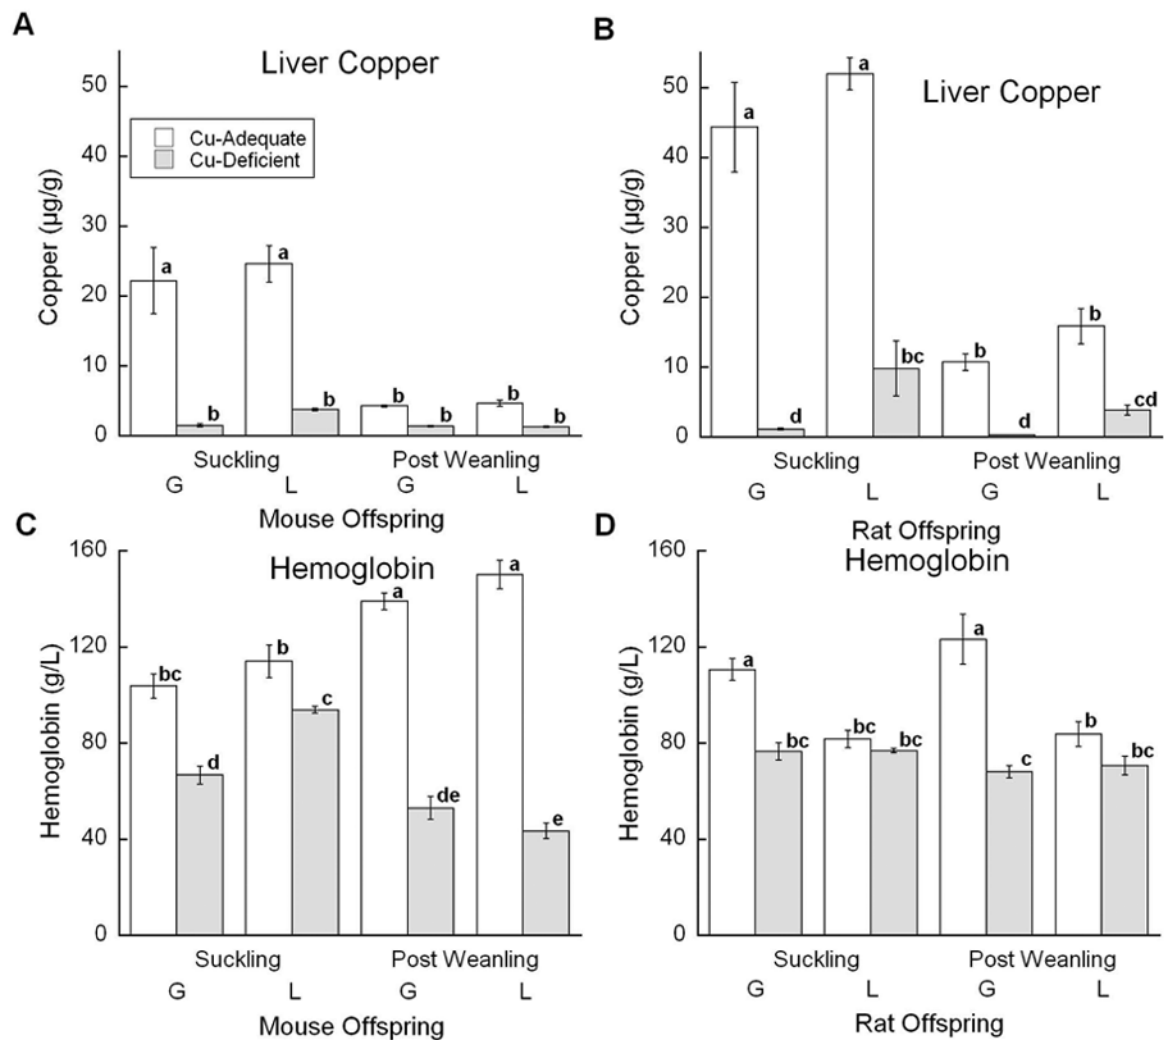 A
Liver Copper
50
40
30
20
10
0
Copper (µg/g)
Cu-Adequate
Cu-Deficient
a
b
a
b
b
b
b
b
Suckling
Post Weanling
G L G L
Mouse Offspring
B
Liver Copper
50
40
30
20
10
0
Copper (µg/g)
a
d
a
bc
b
d
b
cd
Suckling
Post Weanling
G L G L
Rat Offspring
C
Hemoglobin
160
120
80
40
0
Hemoglobin (g/L)
bc
d
b
c
a
de
a
e
Suckling
Post Weanling
G L G L
Mouse Offspring
D
Hemoglobin
160
120
80
40
0
Hemoglobin (g/L)
a
bc
bc
bc
a
c
b
bc
Suckling
Post Weanling
G L G L
Rat Offspring